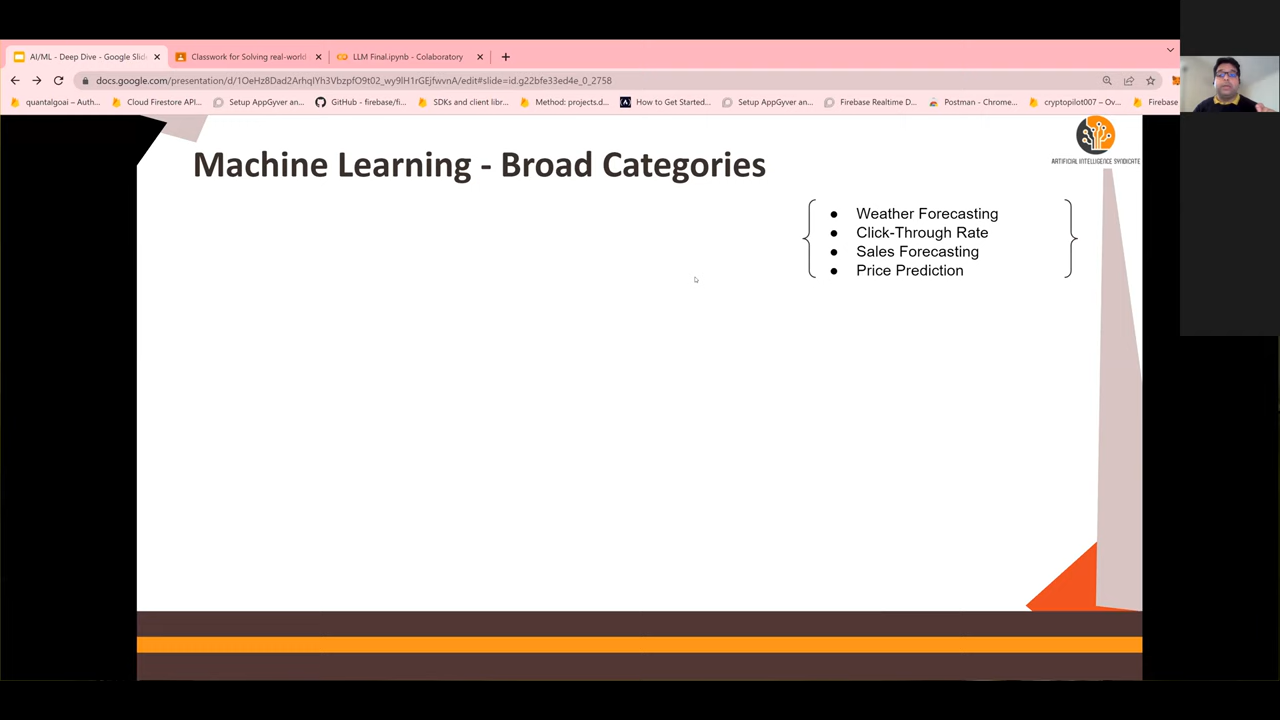 AI/ML - Deep Dive - Google Slid
Classwork for Solving real-world
LLM Final.ipynb - Colaboratory
docs.google.com/presentation/d/1OeHz8Dad2ArhqIYh3VbzpfO9t02_wy9lH1rGEjfwvnA/edit#slide=id.g22bfe33ed4e_0_2758
quantalgoai – Auth...
Cloud Firestore API...
Setup AppGyver an...
GitHub - firebase/fi...
SDKs and client libr...
Method: projects.d...
How to Get Started...
Setup AppGyver an...
Firebase Realtime D...
Postman - Chrome...
cryptopilot007 – Ov...
Firebase
Machine Learning - Broad Categories
ARTIFICIAL INTELLIGENCE SYNDICATE
● Weather Forecasting
● Click-Through Rate
● Sales Forecasting
● Price Prediction